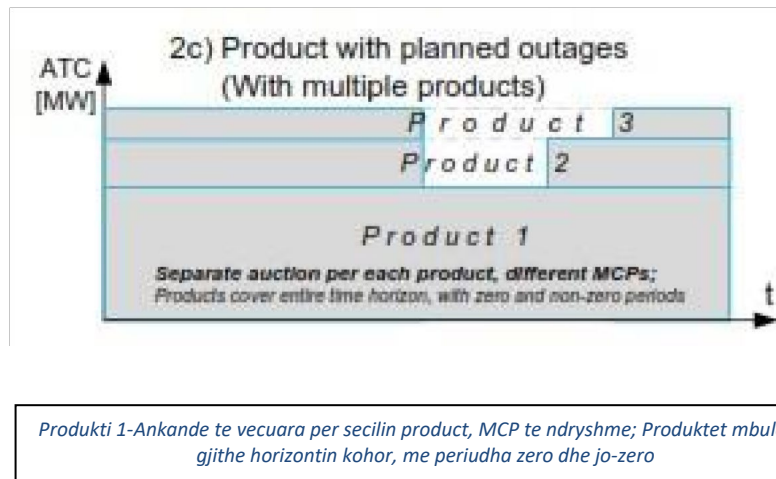 2c) Product with planned outages
(With multiple products)
ATC
[MW]
Product 3
Product 2
Product 1
Separate auction per each product, different MCPs;
Products cover entire time horizon, with zero and non-zero periods
t
Produkti 1-Ankande te vecuara per secilin product, MCP te ndryshme; Produktet mbul
gjithe horizontin kohor, me periudha zero dhe jo-zero